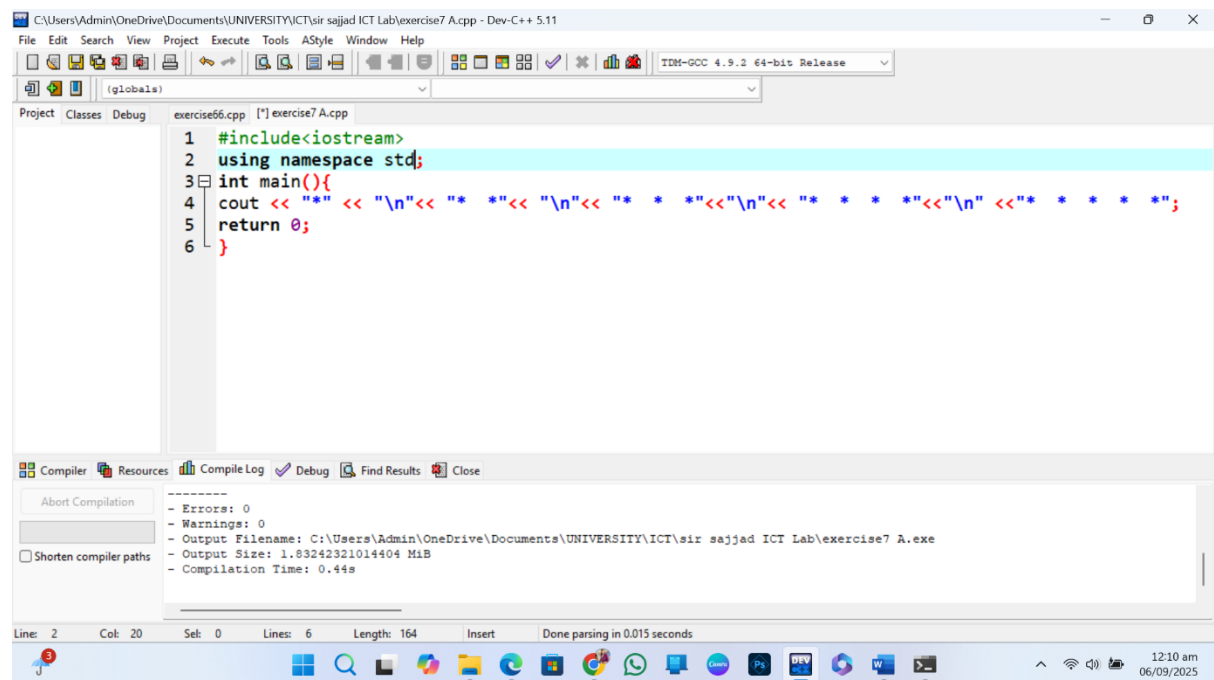 C:\Users\Admin\OneDrive\Documents\UNIVERSITY\ICT\sir sajjad ICT Lab\exercise7 A.cpp - Dev-C++ 5.11
File Edit Search View Project Execute Tools AStyle Window Help
TDM-GCC 4.9.2 64-bit Release
(globals)
Project Classes Debug exercise66.cpp [*] exercise7 A.cpp
1 #include<iostream>
2 using namespace std;
3 int main(){
4 cout << "*" << "\n"<< "*  *"<< "\n"<< "*  *  *"<<"\n"<< "*  *  *  *"<<"\n" <<"*  *  *  *  *";
5 return 0;
6 }
Compiler Resources Compile Log Debug Find Results Close
Abort Compilation
Shorten compiler paths
--------
- Errors: 0
- Warnings: 0
- Output Filename: C:\Users\Admin\OneDrive\Documents\UNIVERSITY\ICT\sir sajjad ICT Lab\exercise7 A.exe
- Output Size: 1.83242321014404 MiB
- Compilation Time: 0.44s
Line: 2 Col: 20 Sel: 0 Lines: 6 Length: 164 Insert Done parsing in 0.015 seconds
3
Canva
Ps
DEV
W
12:10 am
06/09/2025